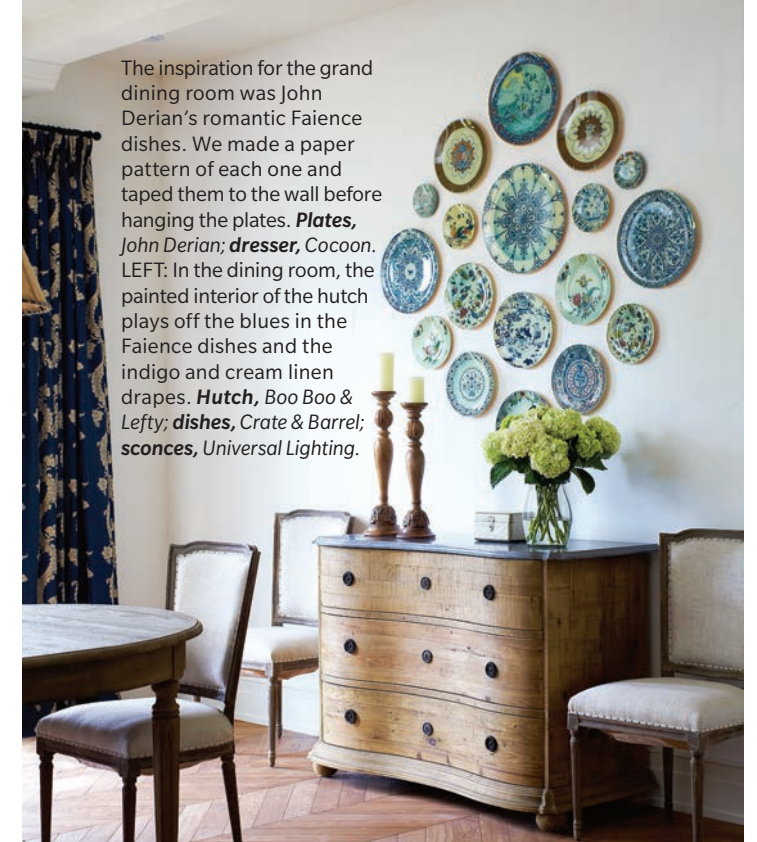 The inspiration for the grand
dining room was John
Derian’s romantic Faience
dishes. We made a paper
pattern of each one and
taped them to the wall before
hanging the plates. Plates,
John Derian; dresser, Cocoon.
LEFT: In the dining room, the
painted interior of the hutch
plays off the blues in the
Faience dishes and the
indigo and cream linen
drapes. Hutch, Boo Boo &
Lefty; dishes, Crate & Barrel;
sconces, Universal Lighting.